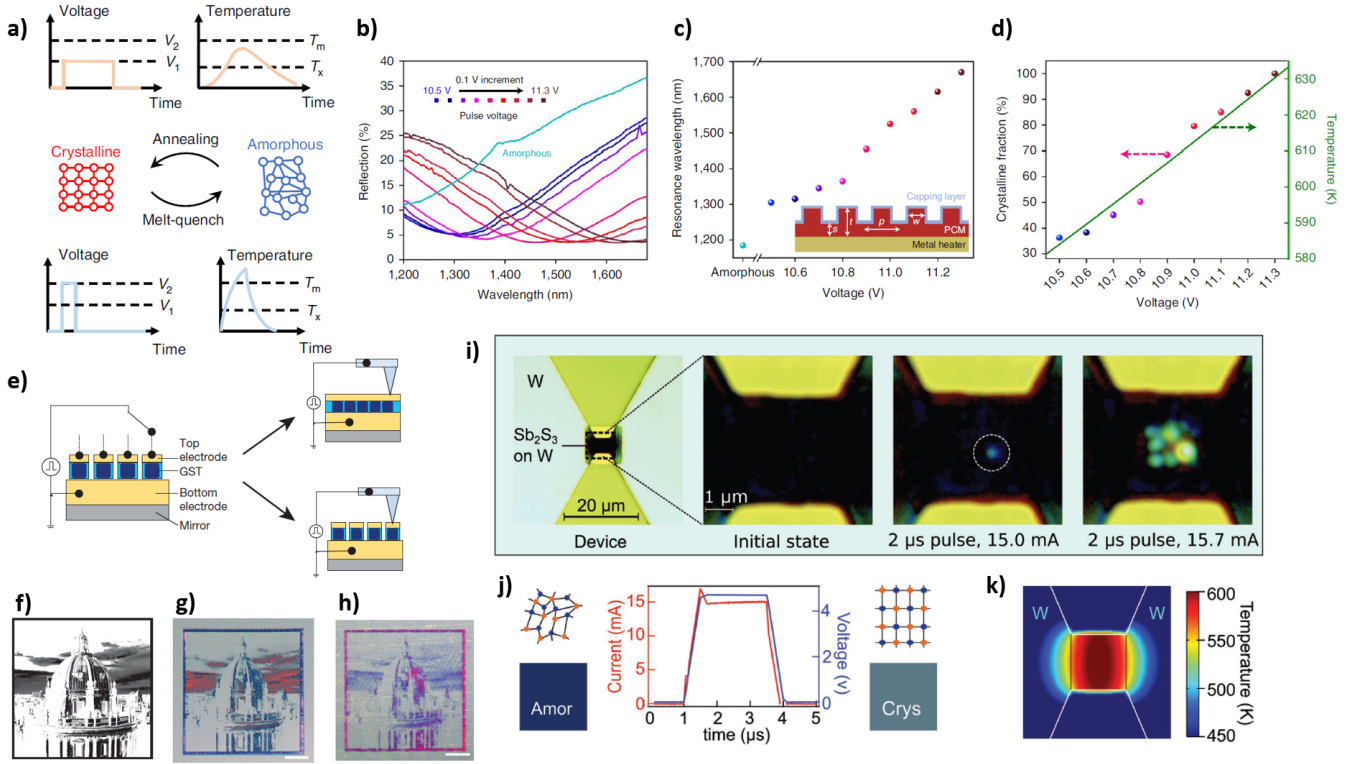 a)
Voltage
V2
V1
Time
Temperature
Tm
Tx
Time
Crystalline
Annealing
Amorphous
Melt-quench
Voltage
V2
V1
Time
Temperature
Tm
Tx
Time
b)
40
35
30
25
20
15
10
5
0
Reflection (%)
0.1 V increment
10.5 V
11.3 V
Pulse voltage
Amorphous
1,200
1,300
1,400
1,500
1,600
Wavelength (nm)
c)
1,700
1,600
1,500
1,400
1,300
1,200
Resonance wavelength (nm)
Capping layer
s
t
p
w
PCM
Metal heater
Amorphous
10.6
10.8
11.0
11.2
Voltage (V)
d)
100
90
80
70
60
50
40
30
Crystalline fraction (%)
630
620
610
600
590
580
Temperature (K)
10.5
10.6
10.7
10.8
10.9
11.0
11.1
11.2
11.3
Voltage (V)
e)
Top
electrode
GST
Bottom
electrode
Mirror
i)
W
Sb2S3
on W
20 μm
Device
1 μm
Initial state
2 μs pulse, 15.0 mA
2 μs pulse, 15.7 mA
f)
g)
h)
j)
Amor
15
10
5
0
Current (mA)
4
2
0
Voltage (v)
0
1
2
3
4
5
time (μs)
Crys
k)
W
W
600
550
500
450
Temperature (K)